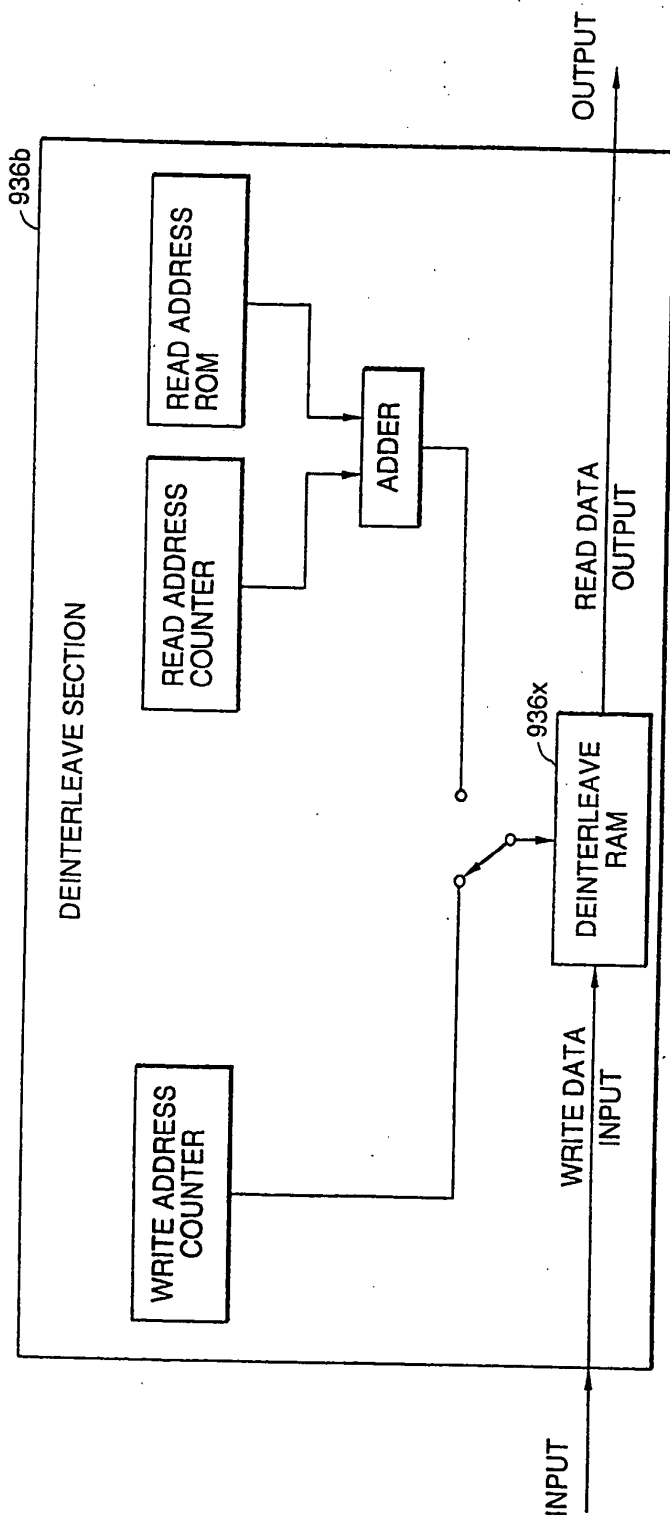 936b
DEINTERLEAVE SECTION
WRITE ADDRESS
COUNTER
READ ADDRESS
COUNTER
READ ADDRESS
ROM
ADDER
936x
INPUT
WRITE DATA
INPUT
DEINTERLEAVE
RAM
READ DATA
OUTPUT
OUTPUT